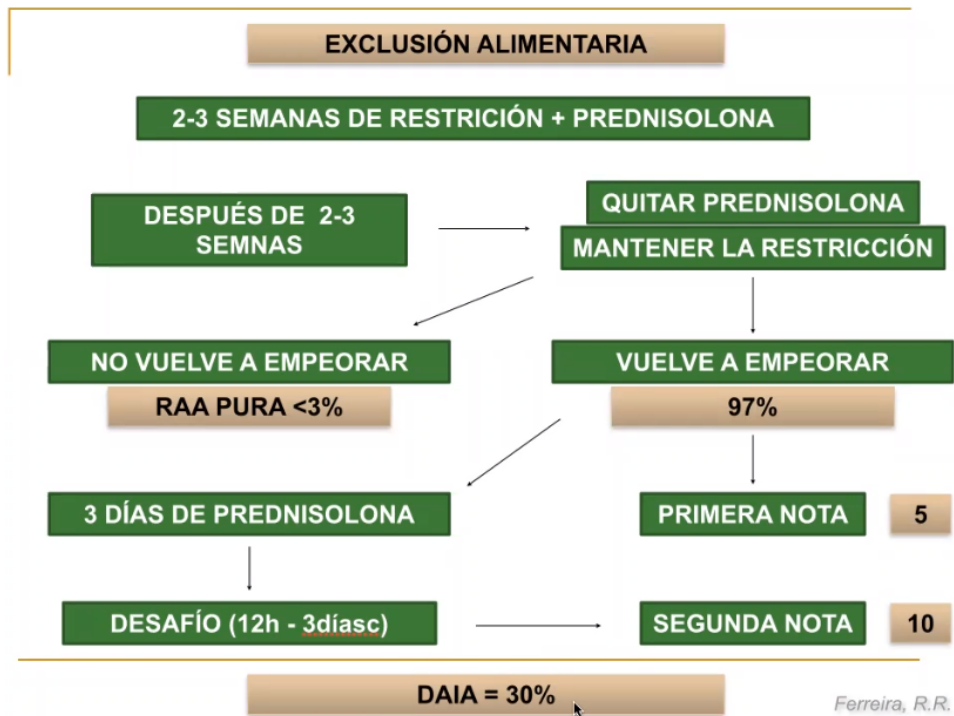 EXCLUSIÓN ALIMENTARIA
2-3 SEMANAS DE RESTRICIÓN + PREDNISOLONA
DESPUÉS DE 2-3
SEMNAS
QUITAR PREDNISOLONA
MANTENER LA RESTRICCIÓN
NO VUELVE A EMPEORAR
RAA PURA <3%
VUELVE A EMPEORAR
97%
3 DÍAS DE PREDNISOLONA
PRIMERA NOTA
5
DESAFÍO (12h - 3díasc)
SEGUNDA NOTA
10
DAIA = 30%
Ferreira, R.R.